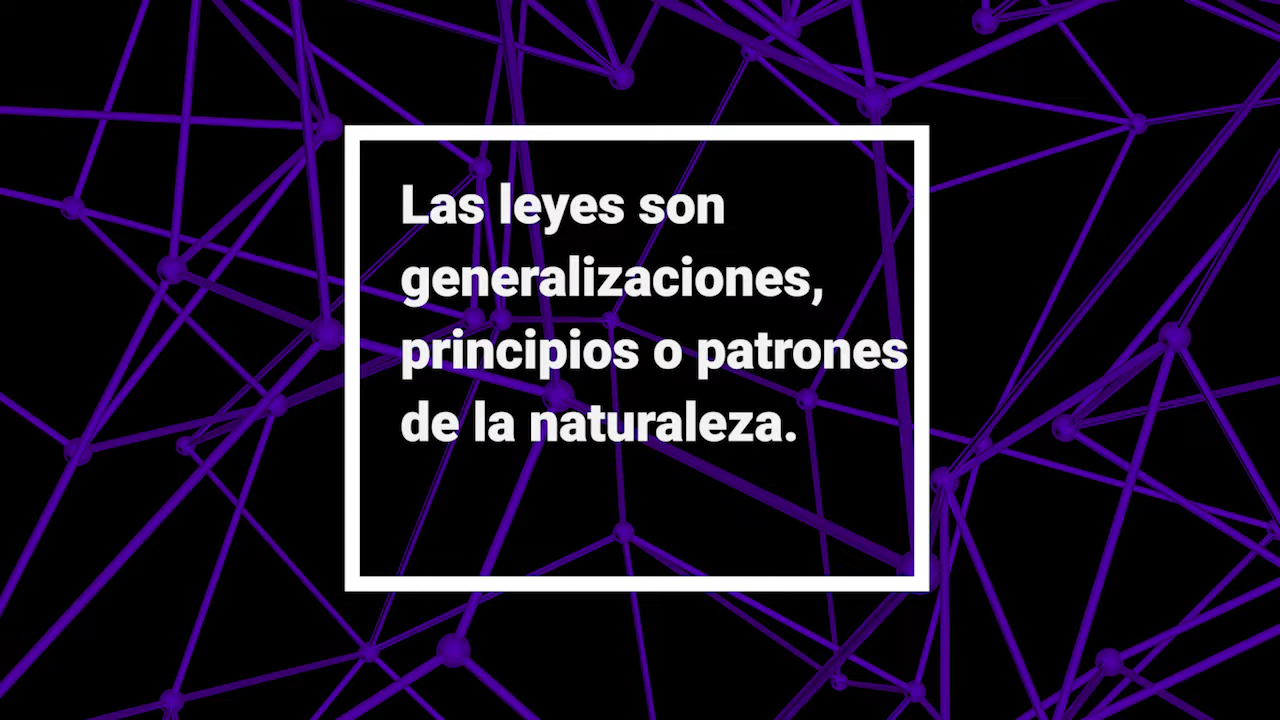 Las leyes son
generalizaciones,
principios o patrones
de la naturaleza.